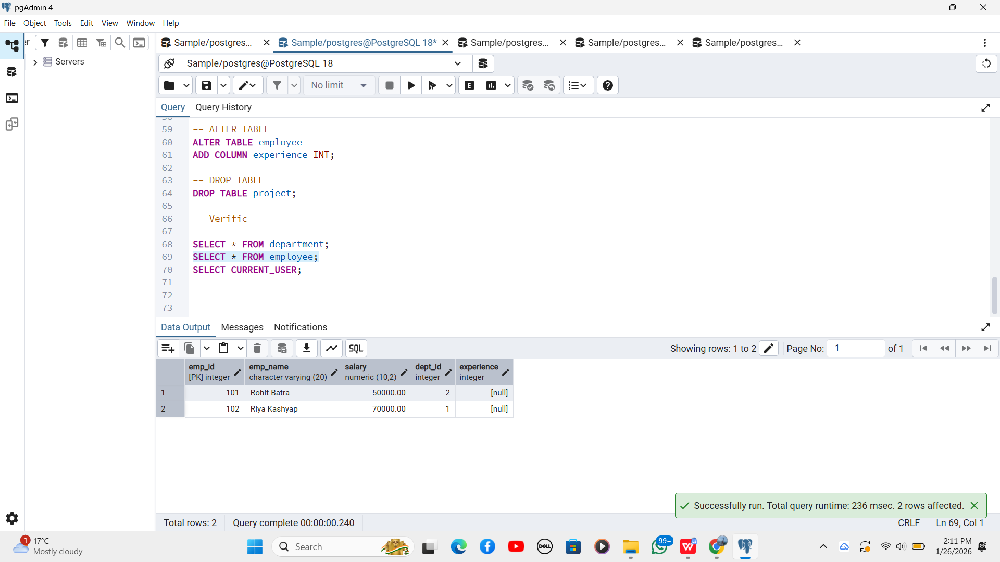 pgAdmin 4
File Object Tools Edit View Window Help
er
Sample/postgres...
Sample/postgres@PostgreSQL 18*
Sample/postgres...
Sample/postgres...
Sample/postgres...
Servers
Sample/postgres@PostgreSQL 18
No limit
E
Query Query History
58
59 -- ALTER TABLE
60 ALTER TABLE employee
61 ADD COLUMN experience INT;
62
63 -- DROP TABLE
64 DROP TABLE project;
65
66 -- Verific
67
68 SELECT * FROM department;
69 SELECT * FROM employee;
70 SELECT CURRENT_USER;
71
72
73
Data Output Messages Notifications
SQL
Showing rows: 1 to 2 Page No: 1 of 1
emp_id emp_name salary dept_id experience
[PK] integer character varying (20) numeric (10,2) integer integer
1 101 Rohit Batra 50000.00 2 [null]
2 102 Riya Kashyap 70000.00 1 [null]
Successfully run. Total query runtime: 236 msec. 2 rows affected.
Total rows: 2 Query complete 00:00:00.240 CRLF Ln 69, Col 1
1
17°C
Mostly cloudy
Search
DELL
99+
W
2:11 PM
1/26/2026